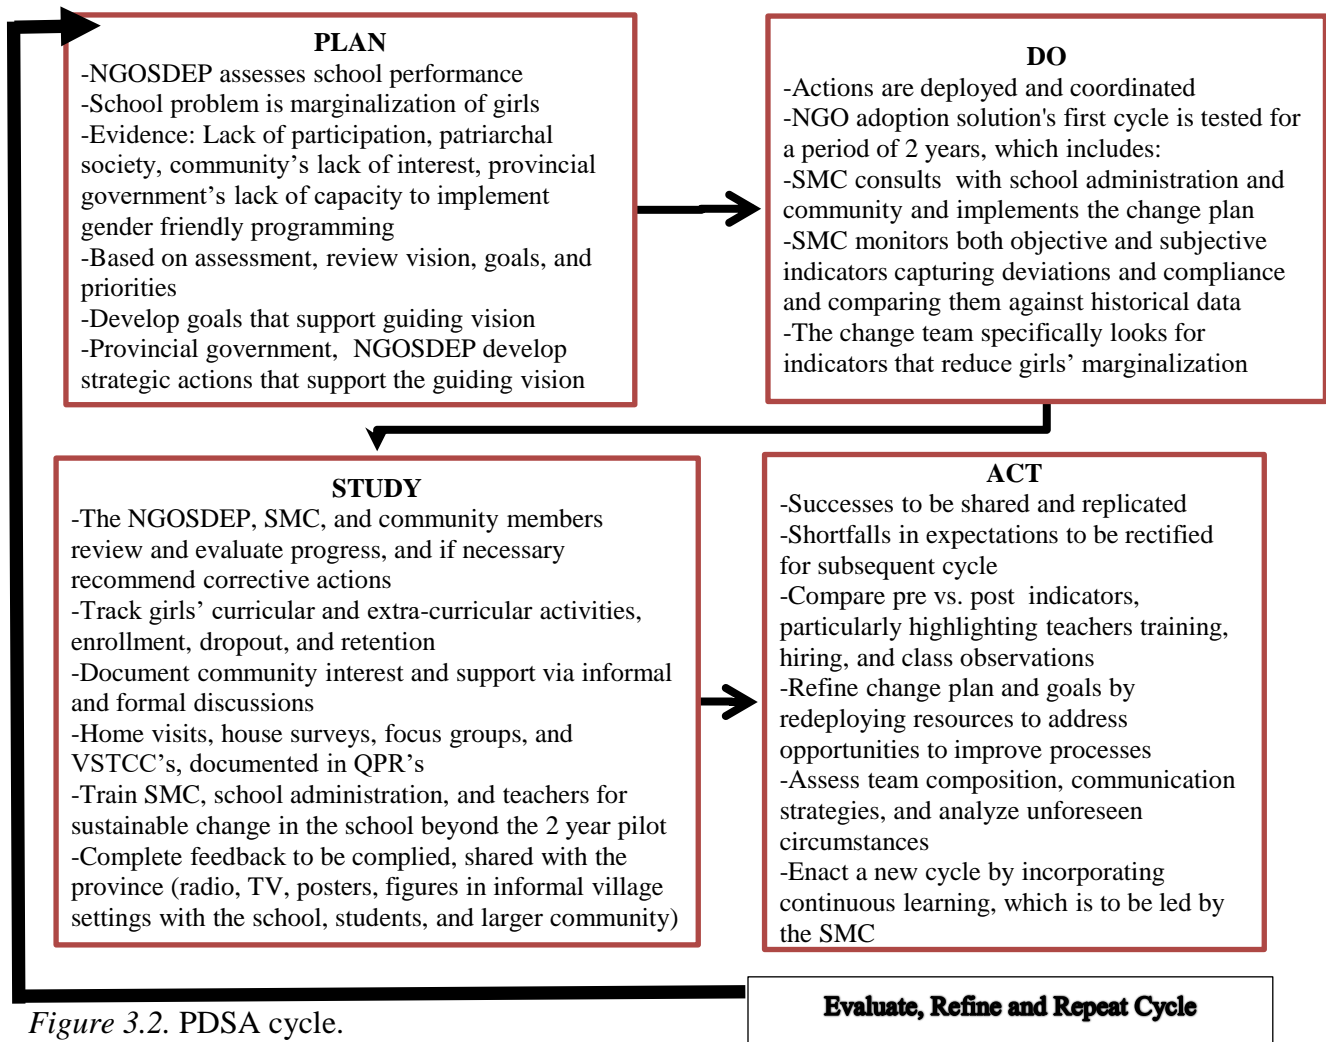 PLAN
-NGOSDEP assesses school performance
-School problem is marginalization of girls
-Evidence: Lack of participation, patriarchal
society, community’s lack of interest, provincial
government’s lack of capacity to implement
gender friendly programming
-Based on assessment, review vision, goals, and
priorities
-Develop goals that support guiding vision
-Provincial government, NGOSDEP develop
strategic actions that support the guiding vision
DO
-Actions are deployed and coordinated
-NGO adoption solution's first cycle is tested for
a period of 2 years, which includes:
-SMC consults with school administration and
community and implements the change plan
-SMC monitors both objective and subjective
indicators capturing deviations and compliance
and comparing them against historical data
-The change team specifically looks for
indicators that reduce girls’ marginalization
STUDY
-The NGOSDEP, SMC, and community members
review and evaluate progress, and if necessary
recommend corrective actions
-Track girls’ curricular and extra-curricular activities,
enrollment, dropout, and retention
-Document community interest and support via informal
and formal discussions
-Home visits, house surveys, focus groups, and
VSTCC’s, documented in QPR’s
-Train SMC, school administration, and teachers for
sustainable change in the school beyond the 2 year pilot
-Complete feedback to be complied, shared with the
province (radio, TV, posters, figures in informal village
settings with the school, students, and larger community)
ACT
-Successes to be shared and replicated
-Shortfalls in expectations to be rectified
for subsequent cycle
-Compare pre vs. post indicators,
particularly highlighting teachers training,
hiring, and class observations
-Refine change plan and goals by
redeploying resources to address
opportunities to improve processes
-Assess team composition, communication
strategies, and analyze unforeseen
circumstances
-Enact a new cycle by incorporating
continuous learning, which is to be led by
the SMC
Evaluate, Refine and Repeat Cycle
Figure 3.2. PDSA cycle.